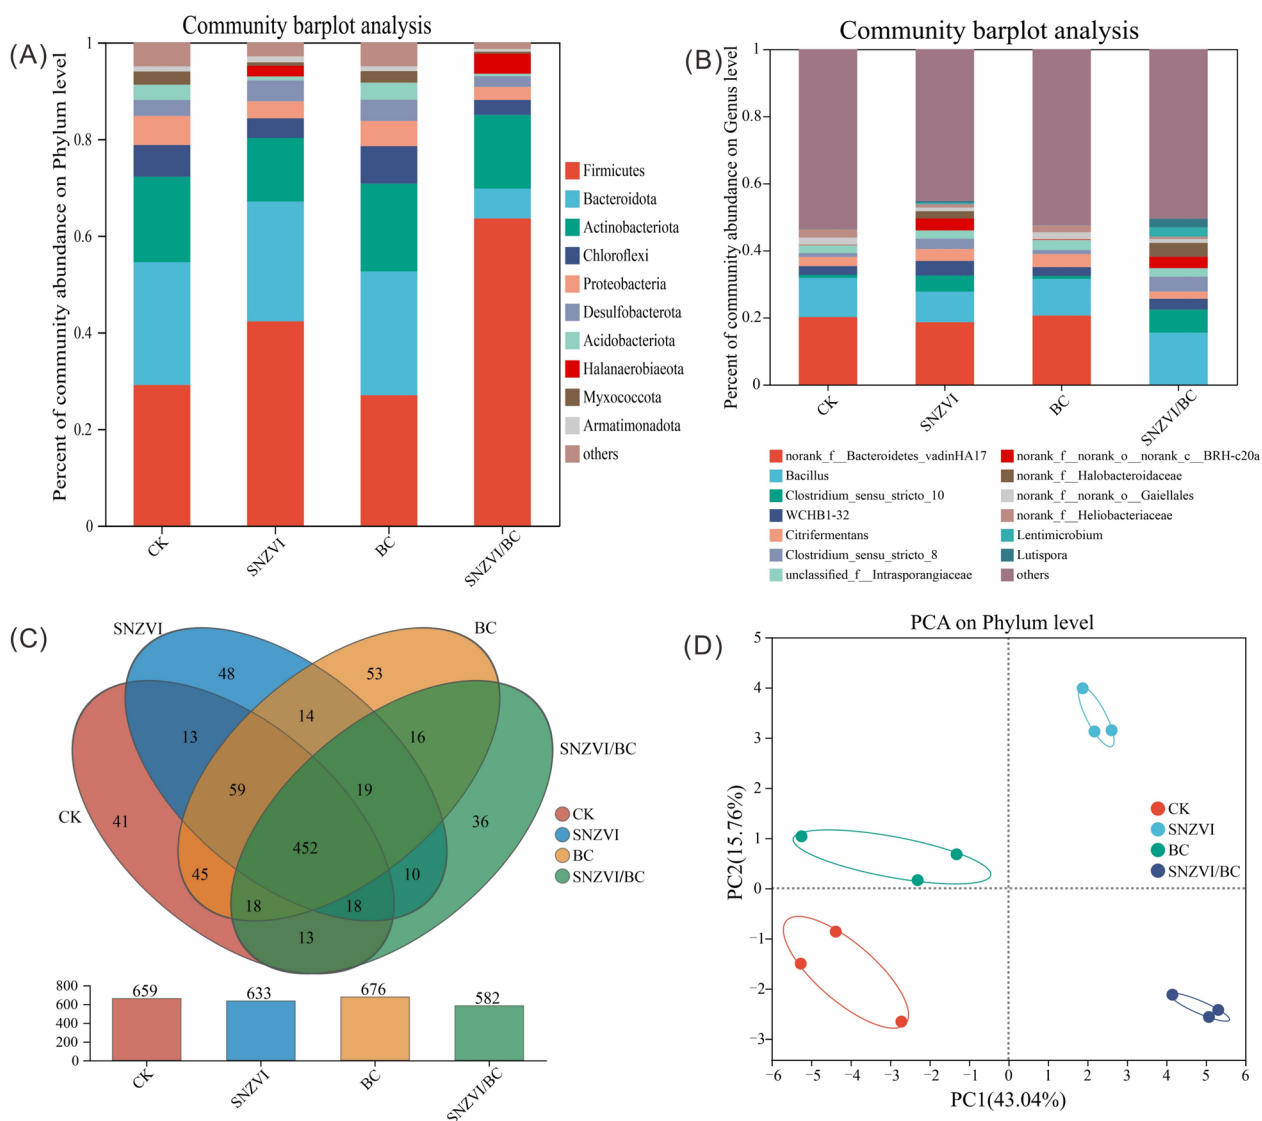 (A)
Community barplot analysis
Percent of community abundance on Phylum level
1
0.8
0.6
0.4
0.2
0
CK
SNZVI
BC
SNZVI/BC
Firmicutes
Bacteroidota
Actinobacteriota
Chloroflexi
Proteobacteria
Desulfobacterota
Acidobacteriota
Halanaerobiaeota
Myxococcota
Armatimonadota
others
(B)
Community barplot analysis
Percent of community abundance on Genus level
1
0.8
0.6
0.4
0.2
0
CK
SNZVI
BC
SNZVI/BC
norank_f__Bacteroidetes_vadinHA17
Bacillus
Clostridium_sensu_stricto_10
WCHB1-32
Citrifermentans
Clostridium_sensu_stricto_8
unclassified_f__Intrasporangiaceae
norank_f__norank_o__norank_c__BRH-c20a
norank_f__Halobacteroidaceae
norank_f__norank_o__Gaiellales
norank_f__Heliobacteriaceae
Lentimicrobium
Lutispora
others
(C)
SNZVI
BC
48
53
14
13
16
SNZVI/BC
59
19
CK
41
36
452
45
10
18
18
13
CK
SNZVI
BC
SNZVI/BC
800
600
400
200
0
659
633
676
582
CK
SNZVI
BC
SNZVI/BC
(D)
PCA on Phylum level
PC2(15.76%)
5
4
3
2
1
0
−1
−2
−3
CK
SNZVI
BC
SNZVI/BC
−6 −5 −4 −3 −2 −1 0 1 2 3 4 5 6
PC1(43.04%)